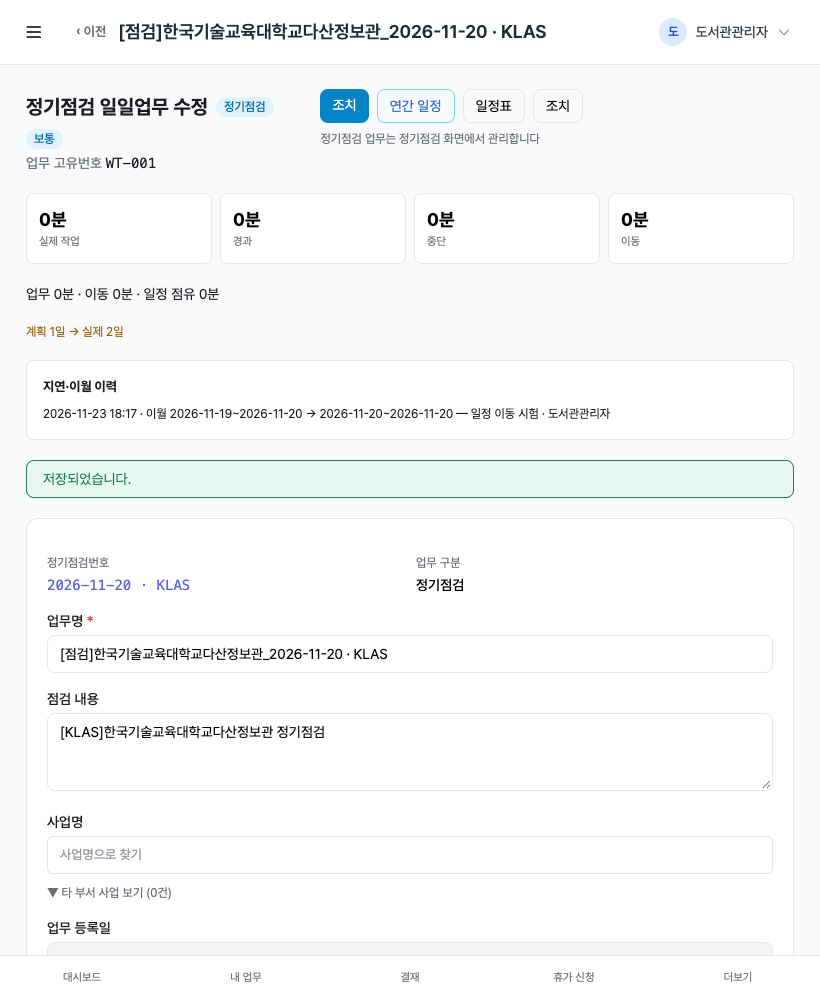 ‹ 이전 [점검]한국기술교육대학교다산정보관_2026-11-20 · KLAS 도 도서관관리자
정기점검 일일업무 수정 정기점검
보통
업무 고유번호 WT-001
조치 연간 일정 일정표 조치
정기점검 업무는 정기점검 화면에서 관리합니다
0분 0분 0분 0분
실제 작업 경과 중단 이동
업무 0분 · 이동 0분 · 일정 점유 0분
계획 1일 → 실제 2일
지연·이월 이력
2026-11-23 18:17 · 이월 2026-11-19~2026-11-20 → 2026-11-20~2026-11-20 — 일정 이동 시험 · 도서관관리자
저장되었습니다.
정기점검번호 업무 구분
2026-11-20 · KLAS 정기점검
업무명 *
[점검]한국기술교육대학교다산정보관_2026-11-20 · KLAS
점검 내용
[KLAS]한국기술교육대학교다산정보관 정기점검
사업명
사업명으로 찾기
▼ 타 부서 사업 보기 (0건)
업무 등록일
대시보드 내 업무 결재 휴가 신청 더보기